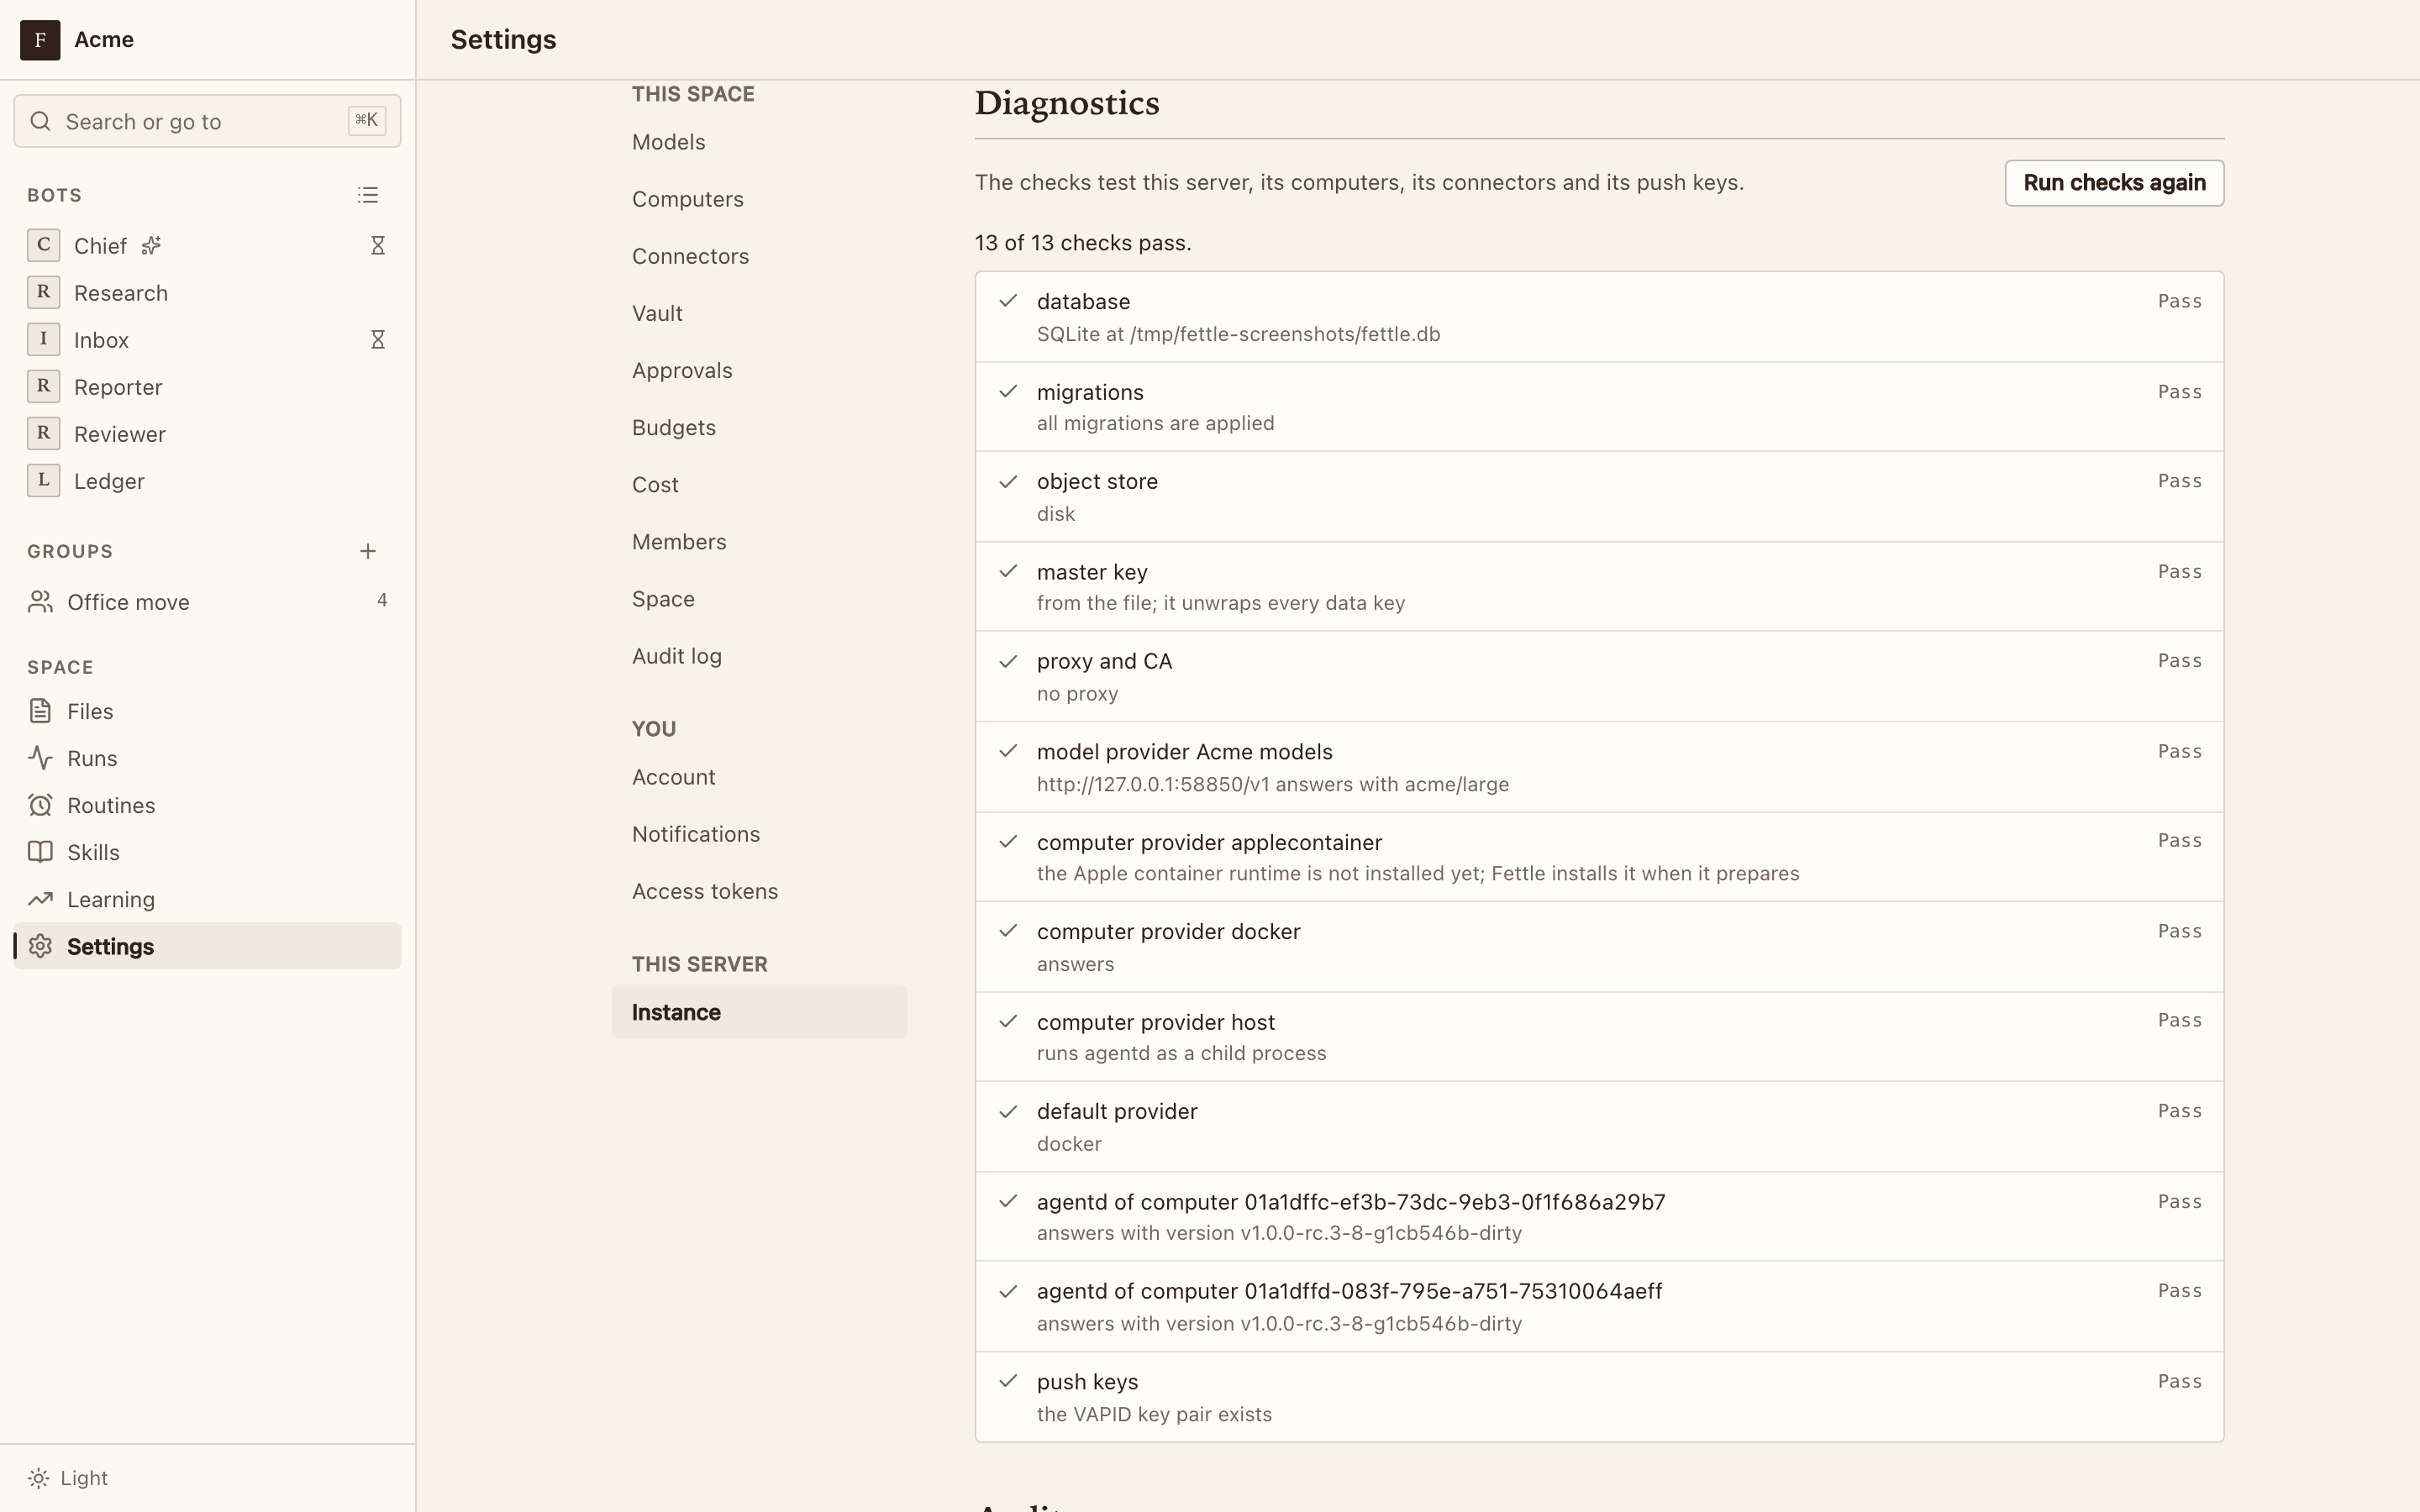 F Acme
Settings
Search or go to ⌘K
BOTS
C Chief
R Research
I Inbox
R Reporter
R Reviewer
L Ledger
GROUPS
Office move 4
SPACE
Files
Runs
Routines
Skills
Learning
Settings
Light
THIS SPACE
Models
Computers
Connectors
Vault
Approvals
Budgets
Cost
Members
Space
Audit log
YOU
Account
Notifications
Access tokens
THIS SERVER
Instance
Diagnostics
The checks test this server, its computers, its connectors and its push keys.
Run checks again
13 of 13 checks pass.
database Pass
SQLite at /tmp/fettle-screenshots/fettle.db
migrations Pass
all migrations are applied
object store Pass
disk
master key Pass
from the file; it unwraps every data key
proxy and CA Pass
no proxy
model provider Acme models Pass
http://127.0.0.1:58850/v1 answers with acme/large
computer provider applecontainer Pass
the Apple container runtime is not installed yet; Fettle installs it when it prepares
computer provider docker Pass
answers
computer provider host Pass
runs agentd as a child process
default provider Pass
docker
agentd of computer 01a1dffc-ef3b-73dc-9eb3-0f1f686a29b7 Pass
answers with version v1.0.0-rc.3-8-g1cb546b-dirty
agentd of computer 01a1dffd-083f-795e-a751-75310064aeff Pass
answers with version v1.0.0-rc.3-8-g1cb546b-dirty
push keys Pass
the VAPID key pair exists